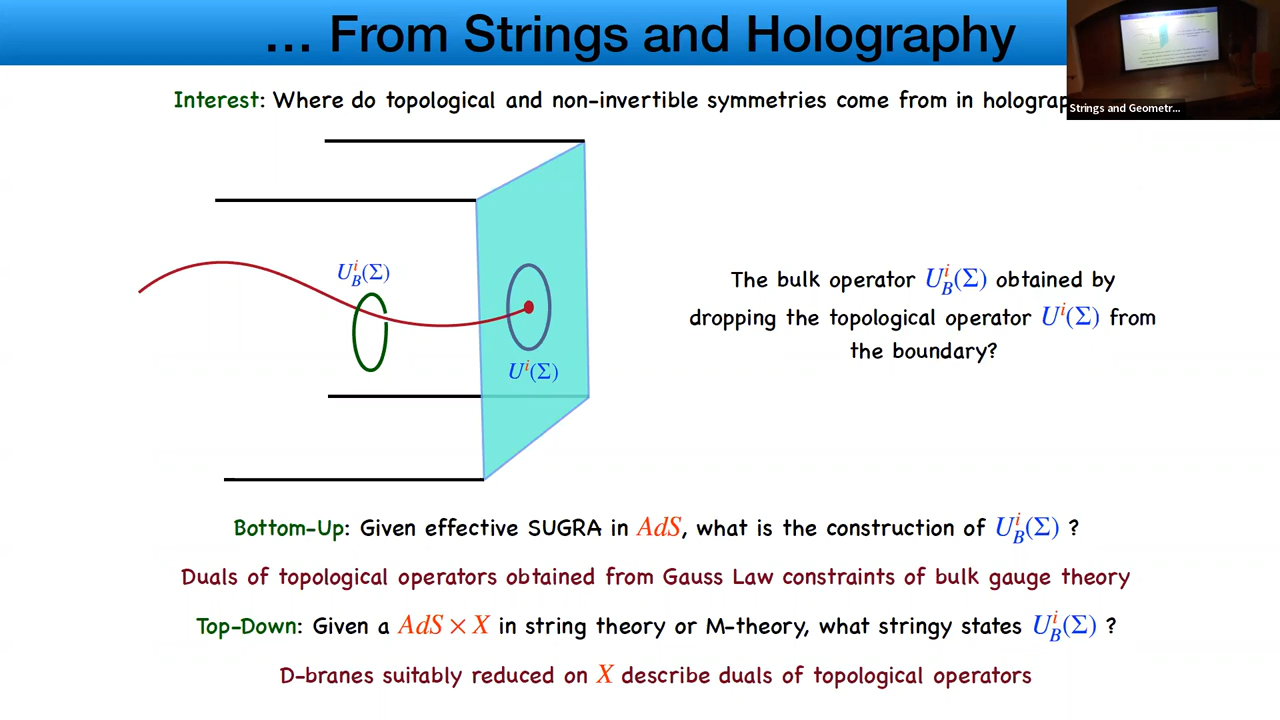 ... From Strings and Holography
Interest: Where do topological and non-invertible symmetries come from in
Strings and Geometr...
U_B^i(Σ)
U^i(Σ)
The bulk operator U_B^i(Σ) obtained by
dropping the topological operator U^i(Σ) from
the boundary?
Bottom-Up: Given effective SUGRA in AdS, what is the construction of U_B^i(Σ) ?
Duals of topological operators obtained from Gauss Law constraints of bulk gauge theory
Top-Down: Given a AdS × X in string theory or M-theory, what stringy states U_B^i(Σ) ?
D-branes suitably reduced on X describe duals of topological operators